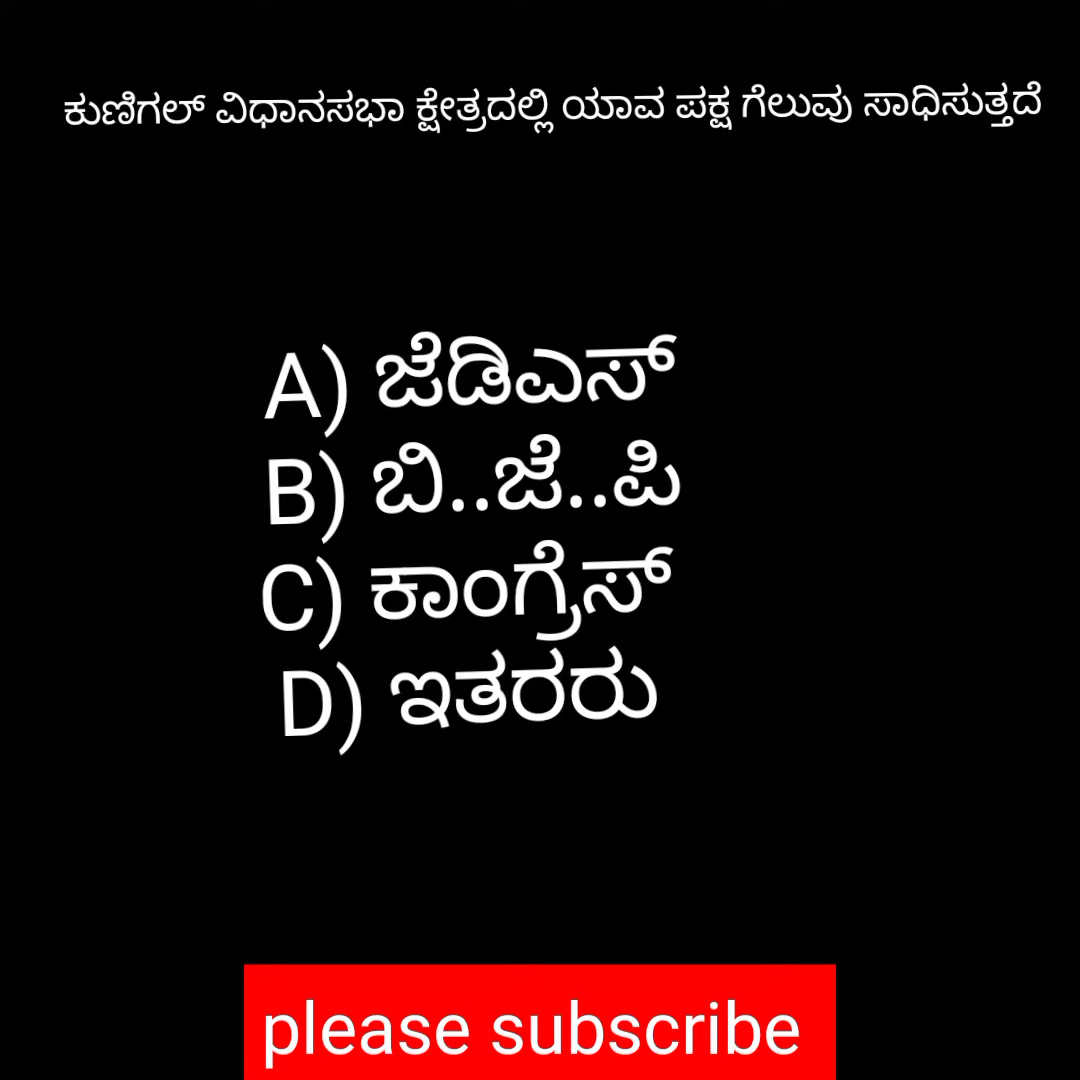 ಕುಣಿಗಲ್ ವಿಧಾನಸಭಾ ಕ್ಷೇತ್ರದಲ್ಲಿ ಯಾವ ಪಕ್ಷ ಗೆಲುವು ಸಾಧಿಸುತ್ತದೆ
A) ಜೆಡಿಎಸ್
B) ಬಿ..ಜೆ..ಪಿ
C) ಕಾಂಗ್ರೆಸ್
D) ಇತರರು
please subscribe